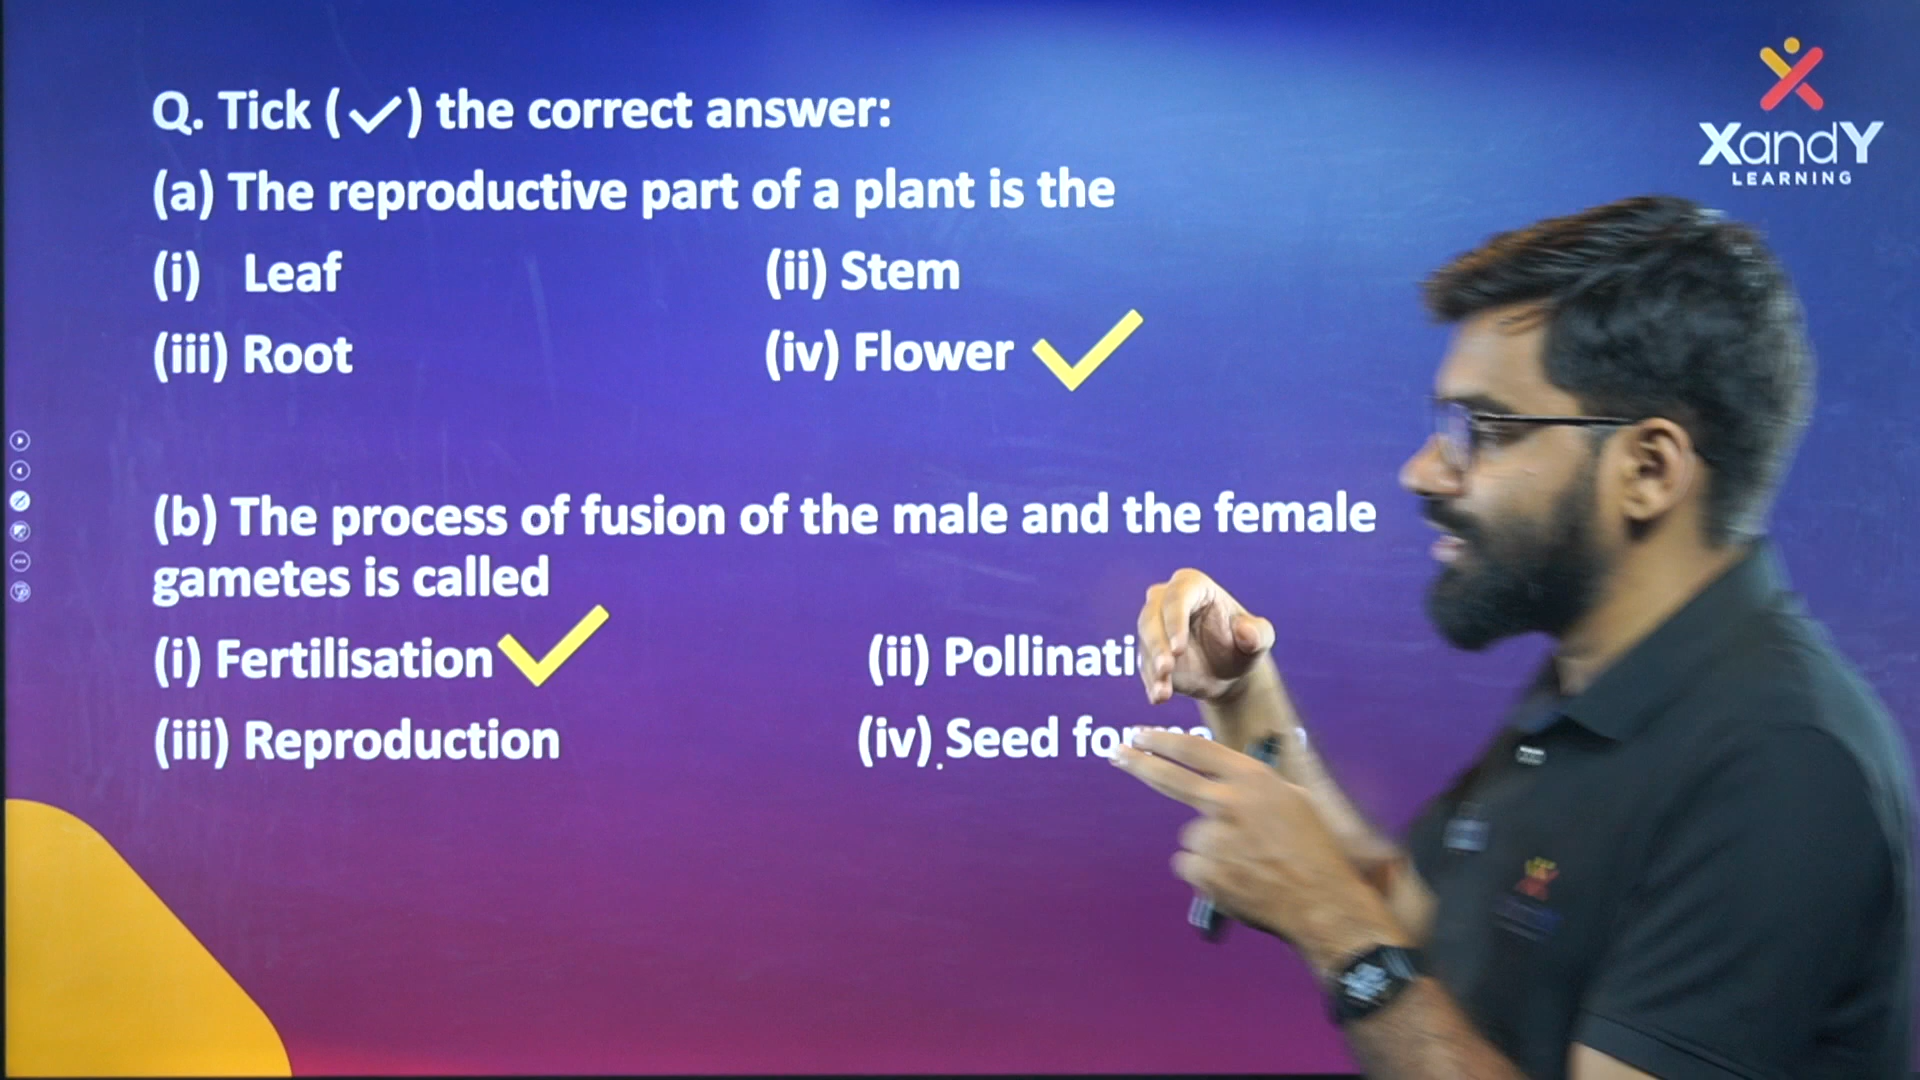 Q. Tick (✓) the correct answer:
(a) The reproductive part of a plant is the
(i) Leaf (ii) Stem
(iii) Root (iv) Flower ✓
(b) The process of fusion of the male and the female
gametes is called
(i) Fertilisation ✓ (ii)
(iii) Reproduction (iv) Seed
XandY
LEARNING